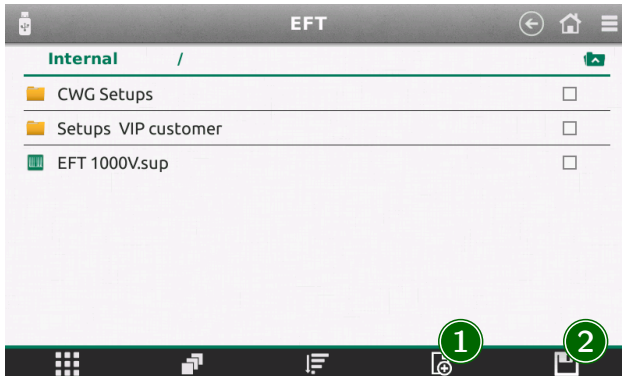 EFT
Internal /
CWG Setups
Setups VIP customer
EFT 1000V.sup
1
2